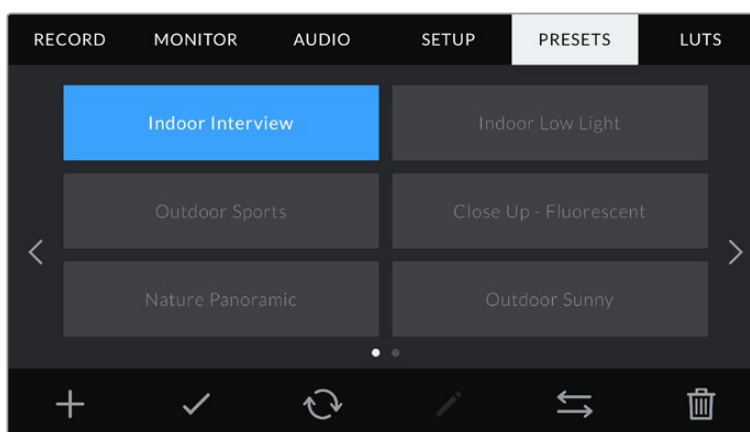 RECORD MONITOR AUDIO SETUP PRESETS LUTS
Indoor Interview Indoor Low Light
Outdoor Sports Close Up - Fluorescent
Nature Panoramic Outdoor Sunny